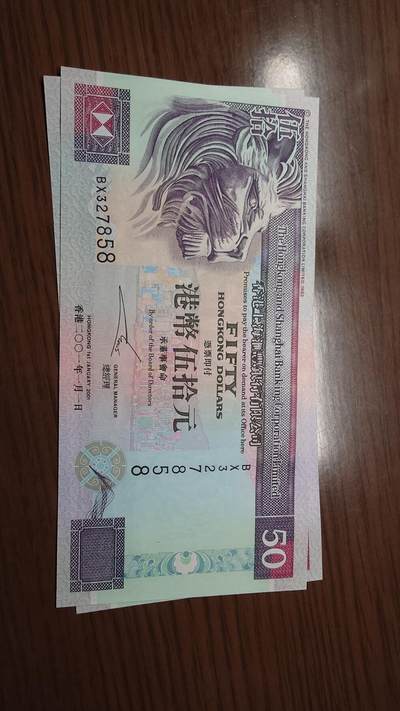 香港上海滙豐銀行有限公司
The Hongkong and Shanghai Banking Corporation Limited
Promises to pay the bearer on demand at its Office here
伍拾
FIFTY
HONGKONG DOLLARS
憑票即付
港幣伍拾元
承董事會命
By order of the Board of Directors
GENERAL MANAGER
總經理
HONGKONG 1st JANUARY 2001
香港二〇〇一年一月一日
BX327858
BX327858
50